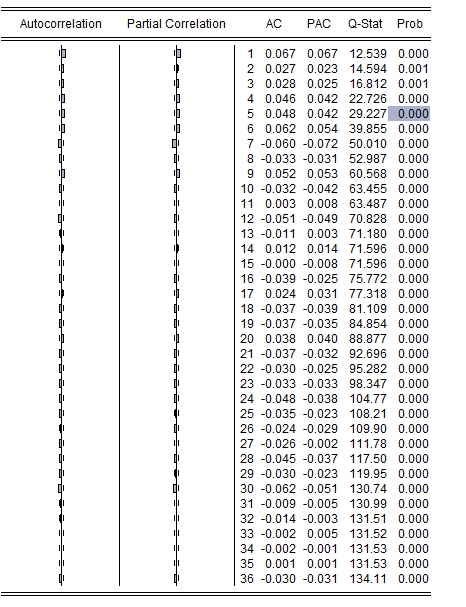 Autocorrelation Partial Correlation AC PAC Q-Stat Prob
1 0.067 0.067 12.539 0.000
2 0.027 0.023 14.594 0.001
3 0.028 0.025 16.812 0.001
4 0.046 0.042 22.726 0.000
5 0.048 0.042 29.227 0.000
6 0.062 0.054 39.855 0.000
7 -0.060 -0.072 50.010 0.000
8 -0.033 -0.031 52.987 0.000
9 0.052 0.053 60.568 0.000
10 -0.032 -0.042 63.455 0.000
11 0.003 0.008 63.487 0.000
12 -0.051 -0.049 70.828 0.000
13 -0.011 0.003 71.180 0.000
14 0.012 0.014 71.596 0.000
15 -0.000 -0.008 71.596 0.000
16 -0.039 -0.025 75.772 0.000
17 0.024 0.031 77.318 0.000
18 -0.037 -0.039 81.109 0.000
19 -0.037 -0.035 84.854 0.000
20 0.038 0.040 88.877 0.000
21 -0.037 -0.032 92.696 0.000
22 -0.030 -0.025 95.282 0.000
23 -0.033 -0.033 98.347 0.000
24 -0.048 -0.038 104.77 0.000
25 -0.035 -0.023 108.21 0.000
26 -0.024 -0.029 109.90 0.000
27 -0.026 -0.002 111.78 0.000
28 -0.045 -0.037 117.50 0.000
29 -0.030 -0.023 119.95 0.000
30 -0.062 -0.051 130.74 0.000
31 -0.009 -0.005 130.99 0.000
32 -0.014 -0.003 131.51 0.000
33 -0.002 0.005 131.52 0.000
34 -0.002 -0.001 131.53 0.000
35 0.001 0.001 131.53 0.000
36 -0.030 -0.031 134.11 0.000